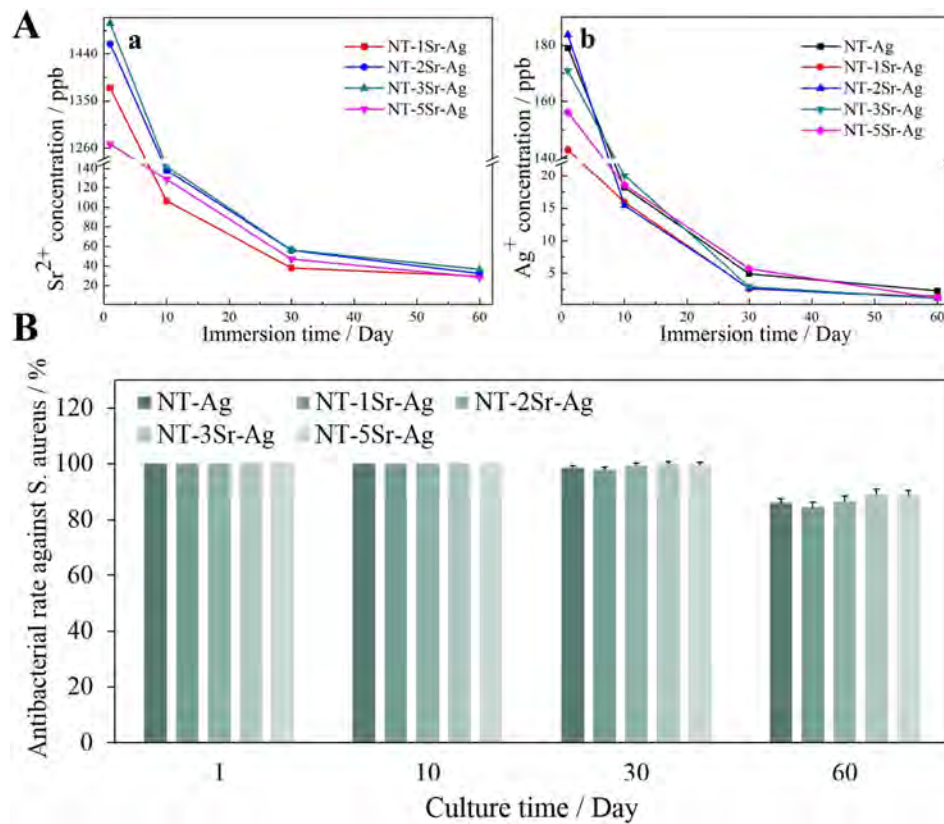 A
a
Sr2+ concentration / ppb
1440
1350
1260
140
120
100
80
60
40
20
NT-1Sr-Ag
NT-2Sr-Ag
NT-3Sr-Ag
NT-5Sr-Ag
0 10 20 30 40 50 60
Immersion time / Day
b
Ag+ concentration / ppb
180
160
140
20
15
10
5
NT-Ag
NT-1Sr-Ag
NT-2Sr-Ag
NT-3Sr-Ag
NT-5Sr-Ag
0 10 20 30 40 50 60
Immersion time / Day
B
Antibacterial rate against S. aureus / %
120
100
80
60
40
20
0
NT-Ag NT-1Sr-Ag NT-2Sr-Ag
NT-3Sr-Ag NT-5Sr-Ag
1 10 30 60
Culture time / Day